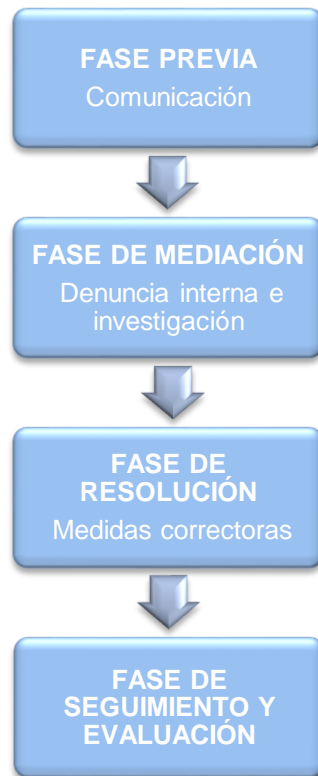 FASE PREVIA
Comunicación
FASE DE MEDIACIÓN
Denuncia interna e
investigación
FASE DE
RESOLUCIÓN
Medidas correctoras
FASE DE
SEGUIMIENTO Y
EVALUACIÓN